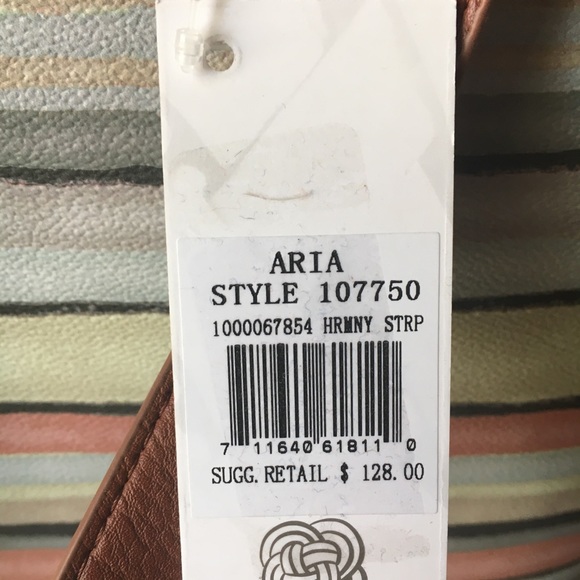 ARIA
STYLE 107750
1000067854 HRMNY STRP
7 11640 61811 0
SUGG. RETAIL $ 128.00